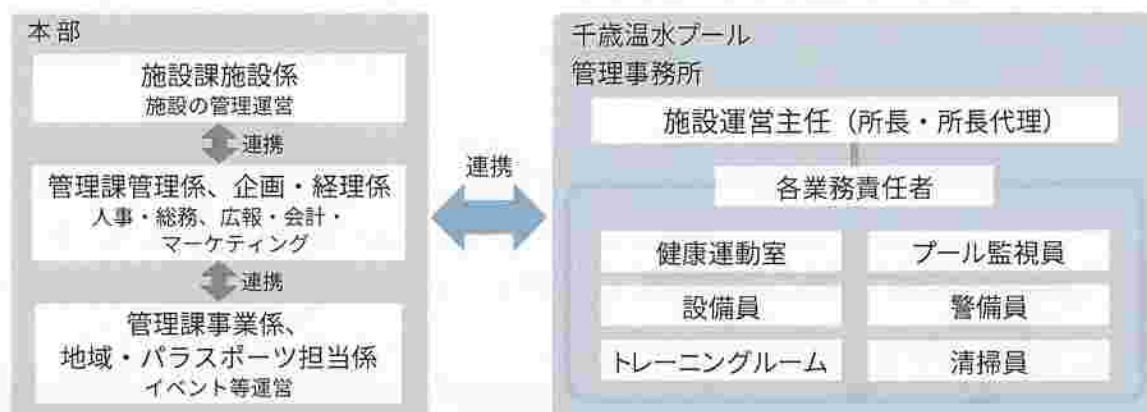 本部
施設課施設係
施設の管理運営
連携
管理課管理係、企画・経理係
人事・総務、広報・会計・
マーケティング
連携
管理課事業係、
地域・パラスポーツ担当係
イベント等運営
連携
千歳温水プール
管理事務所
施設運営主任（所長・所長代理）
各業務責任者
健康運動室
プール監視員
設備員
警備員
トレーニングルーム
清掃員